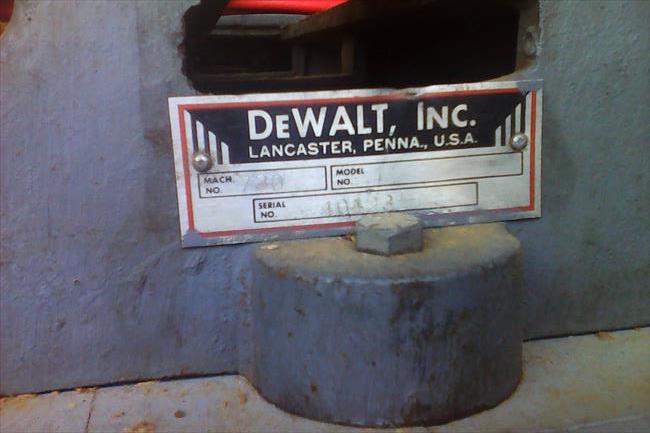 DEWALT, INC.
LANCASTER, PENNA., U.S.A.
MACH. NO.
MODEL NO.
SERIAL NO.